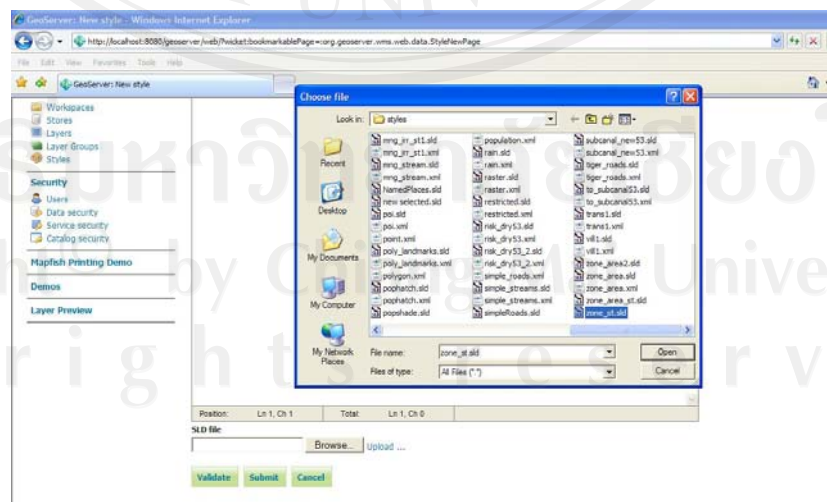 GeoServer: New style - Windows Internet Explorer
http://localhost:8080/geoserver/web/?wicket:bookmarkablePage=:org.geoserver.wms.web.data.StyleNewPage
File Edit View Favorites Tools Help
GeoServer: New style
Workspaces
Stores
Layers
Layer Groups
Styles
Security
Users
Data security
Service security
Catalog security
Mapfish Printing Demo
Demos
Layer Preview
Choose file
Look in: styles
Recent
Desktop
My Documents
My Computer
My Network Places
mng_irr_st1.sld
mng_irr_st1.xml
mng_stream.sld
mng_stream.xml
NamedPlaces.sld
new selected.sld
poi.sld
poi.xml
point.xml
poly_landmarks.sld
poly_landmarks.xml
polygon.xml
pophatch.sld
pophatch.xml
popshade.sld
population.xml
rain.sld
rain.xml
raster.sld
raster.xml
restricted.sld
restricted.xml
risk_dry53.sld
risk_dry53.xml
risk_dry53_2.sld
risk_dry53_2.xml
simple_roads.xml
simple_streams.sld
simple_streams.xml
simpleRoads.sld
subcanal_new53.sld
subcanal_new53.xml
tiger_roads.sld
tiger_roads.xml
to_subcanal53.sld
to_subcanal53.xml
trans1.sld
trans1.xml
vill1.sld
vill1.xml
zone_area2.sld
zone_area.sld
zone_area.xml
zone_area_st.sld
zone_st.sld
File name: zone_st.sld Open
Files of type: All Files (*.*) Cancel
Position: Ln 1, Ch 1 Total: Ln 1, Ch 0
SLD file
Browse... Upload ...
Validate Submit Cancel